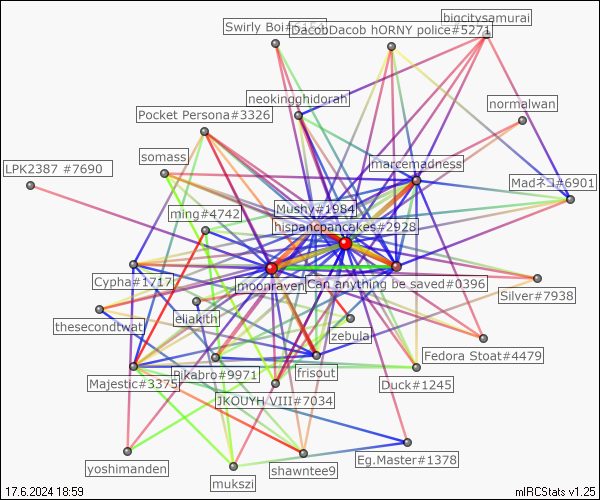 bigcitysamurai
Swirly Boi#
DacobDacob hORNY police#5271
neokingghidorah
normalwan
Pocket Persona#3326
somass
marcemadness
LPK2387 #7690
Madネコ#6901
Mushy#1984
ming#4742
hispancpancakes#2928
Cypha#1717
moonraven
Can anything be saved#0396
Silver#7938
eliakith
thesecondtwat
zebula
Fedora Stoat#4479
Pikabro#9971
frisout
Majestic#3375
Duck#1245
JKOUYH VIII#7034
Eg.Master#1378
yoshimanden
shawntee9
mukszi
17.6.2024 18:59
mIRCStats v1.25